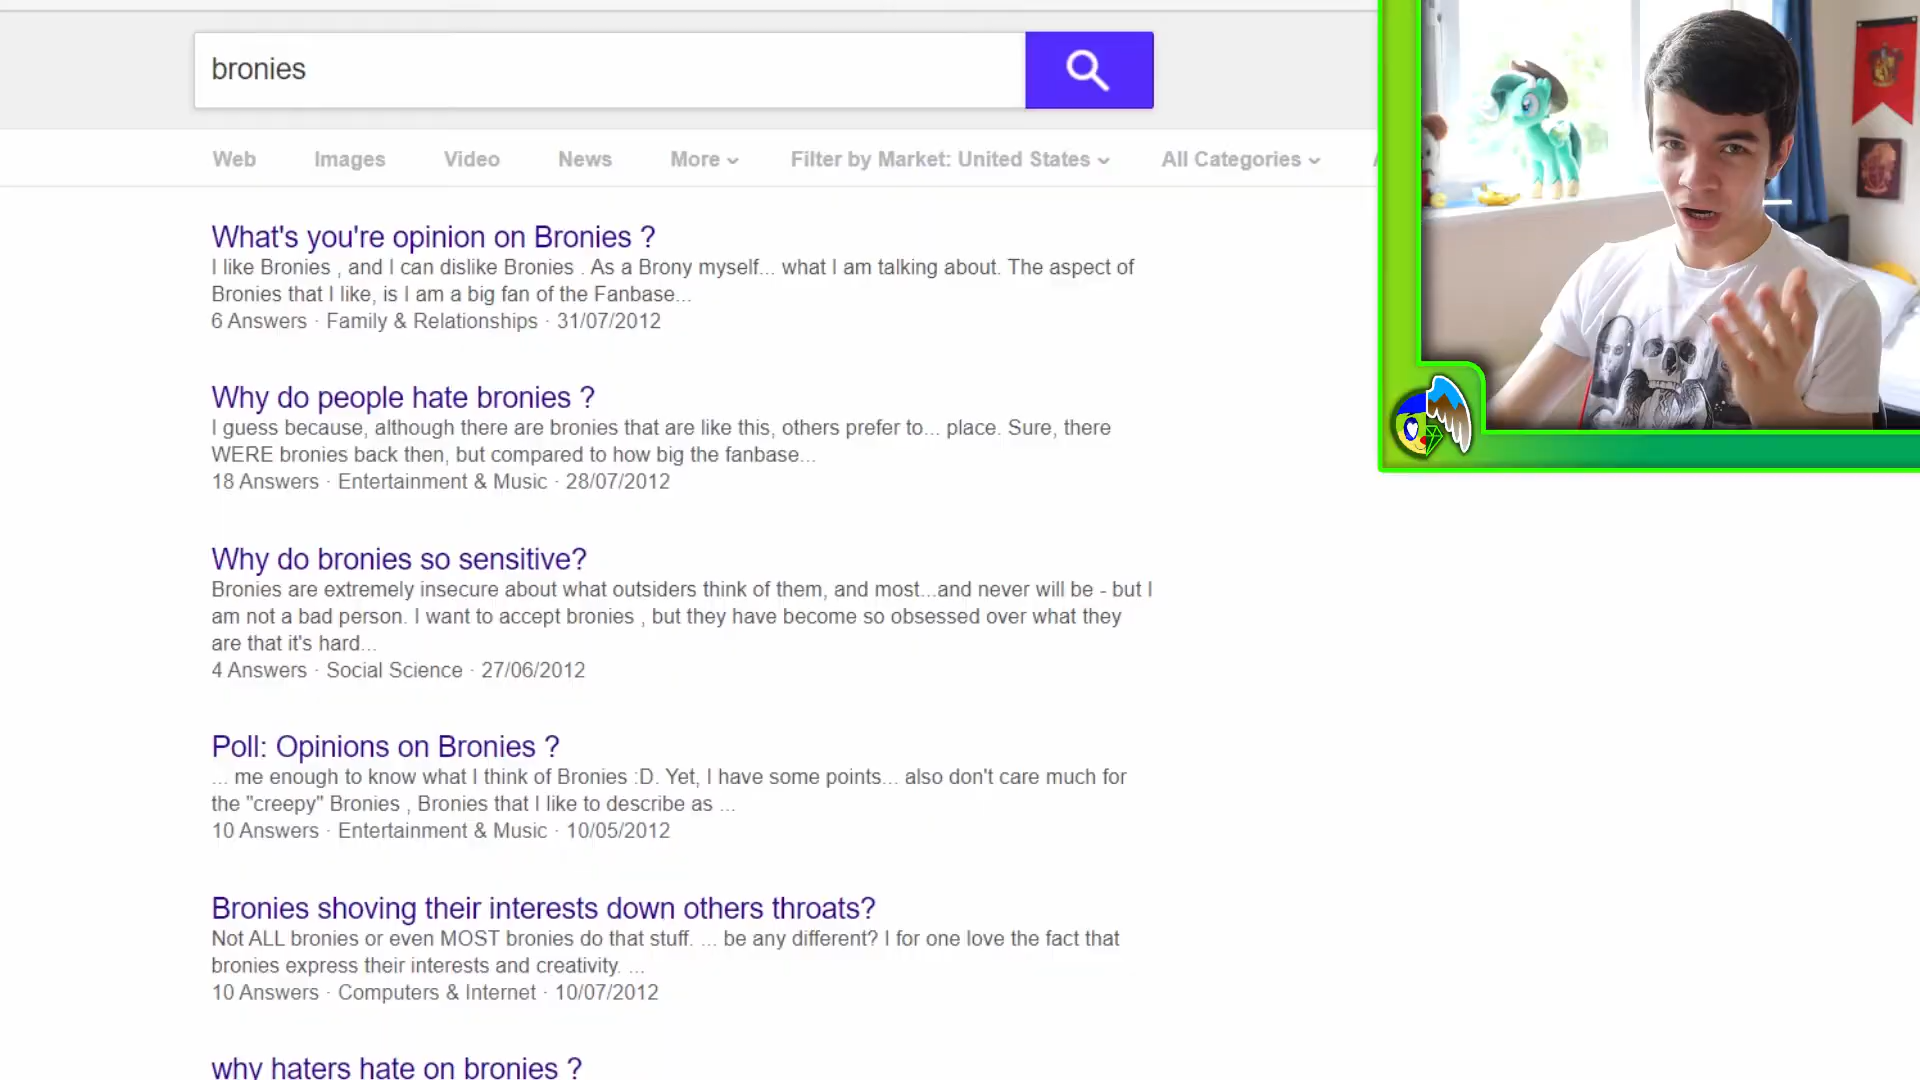 bronies
Web Images Video News More Filter by Market: United States All Categories
What's you're opinion on Bronies ?
I like Bronies , and I can dislike Bronies . As a Brony myself... what I am talking about. The aspect of
Bronies that I like, is I am a big fan of the Fanbase...
6 Answers · Family & Relationships · 31/07/2012
Why do people hate bronies ?
I guess because, although there are bronies that are like this, others prefer to... place. Sure, there
WERE bronies back then, but compared to how big the fanbase...
18 Answers · Entertainment & Music · 28/07/2012
Why do bronies so sensitive?
Bronies are extremely insecure about what outsiders think of them, and most...and never will be - but I
am not a bad person. I want to accept bronies , but they have become so obsessed over what they
are that it's hard...
4 Answers · Social Science · 27/06/2012
Poll: Opinions on Bronies ?
... me enough to know what I think of Bronies :D. Yet, I have some points... also don't care much for
the "creepy" Bronies , Bronies that I like to describe as ...
10 Answers · Entertainment & Music · 10/05/2012
Bronies shoving their interests down others throats?
Not ALL bronies or even MOST bronies do that stuff. ... be any different? I for one love the fact that
bronies express their interests and creativity. ...
10 Answers · Computers & Internet · 10/07/2012
why haters hate on bronies ?